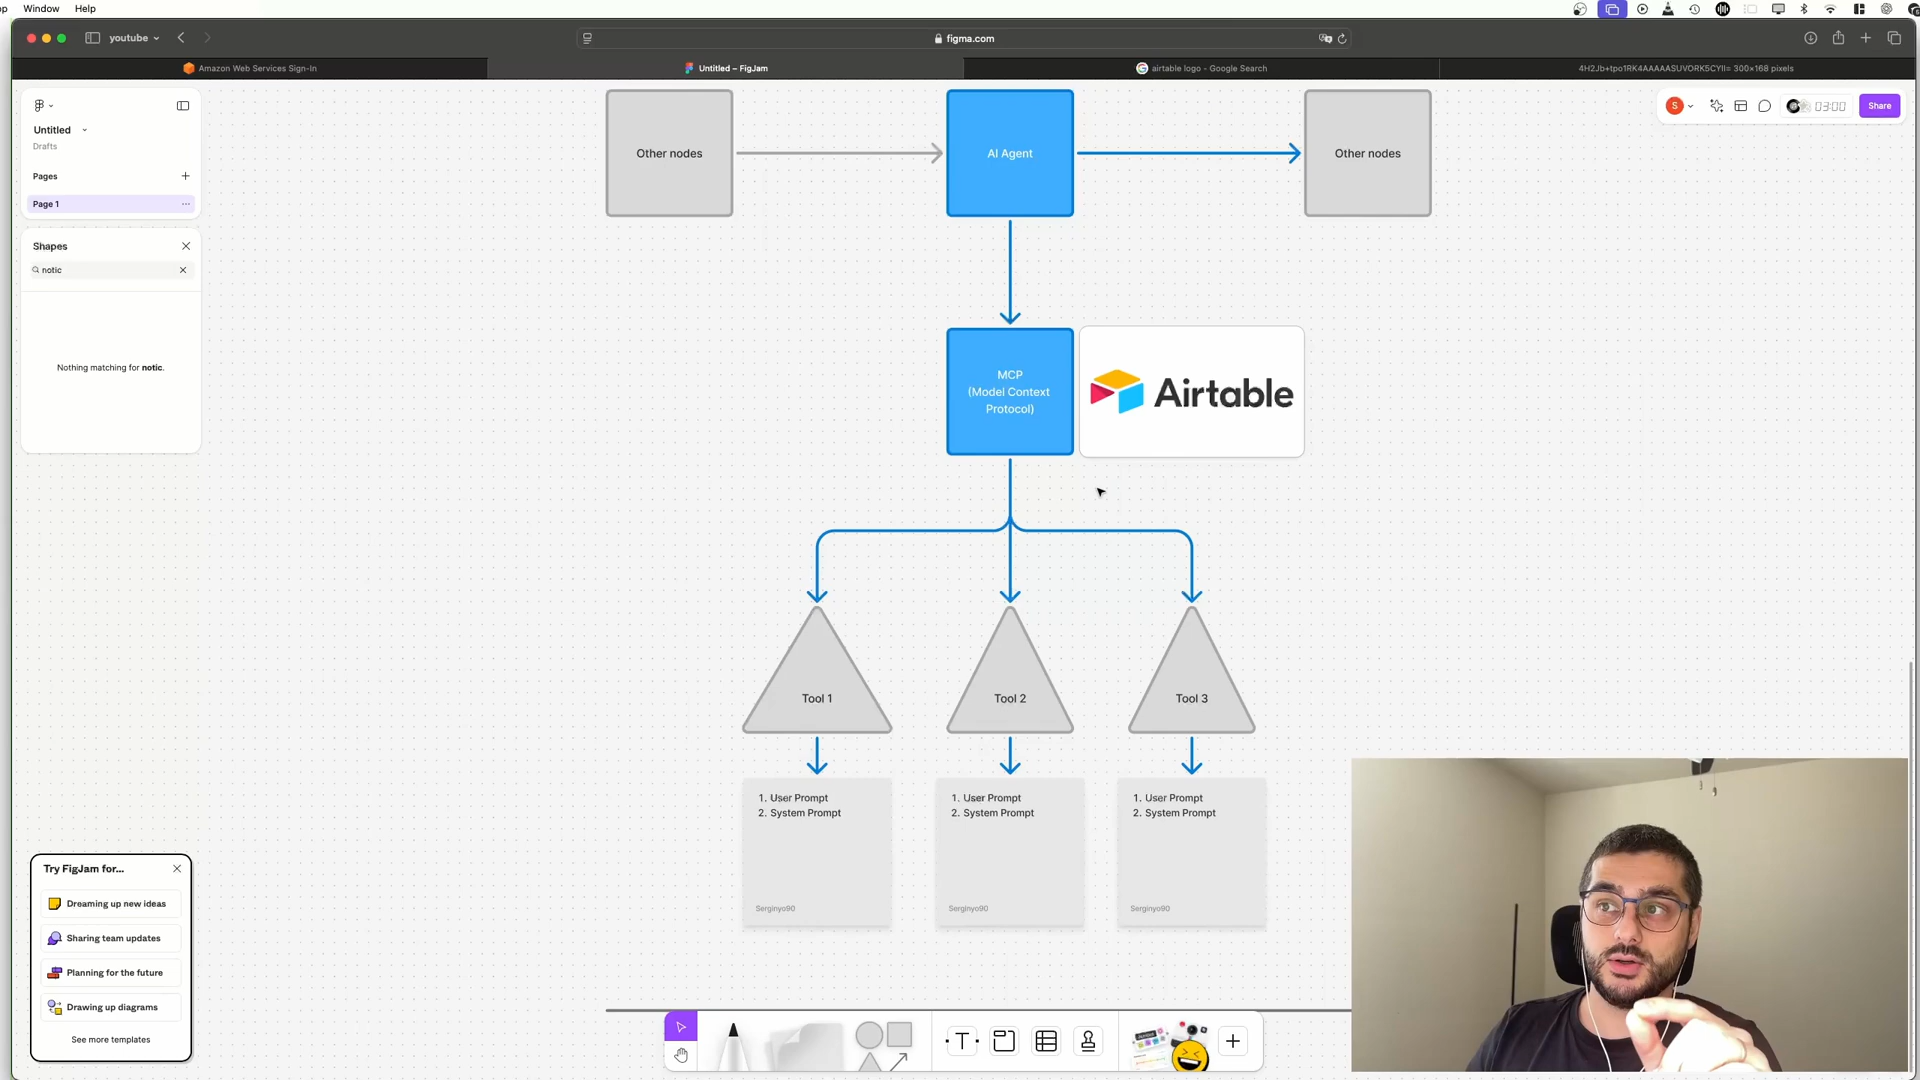 Window Help
youtube
figma.com
Amazon Web Services Sign-In
Untitled – FigJam
airtable logo - Google Search
Untitled
Drafts
Pages
Page 1
Shapes
notic
Nothing matching for notic.
S
03:00
Share
Other nodes
AI Agent
Other nodes
MCP
(Model Context
Protocol)
Airtable
Tool 1
Tool 2
Tool 3
1. User Prompt
2. System Prompt
Serginyo90
1. User Prompt
2. System Prompt
Serginyo90
1. User Prompt
2. System Prompt
Serginyo90
Try FigJam for...
Dreaming up new ideas
Sharing team updates
Planning for the future
Drawing up diagrams
See more templates
T